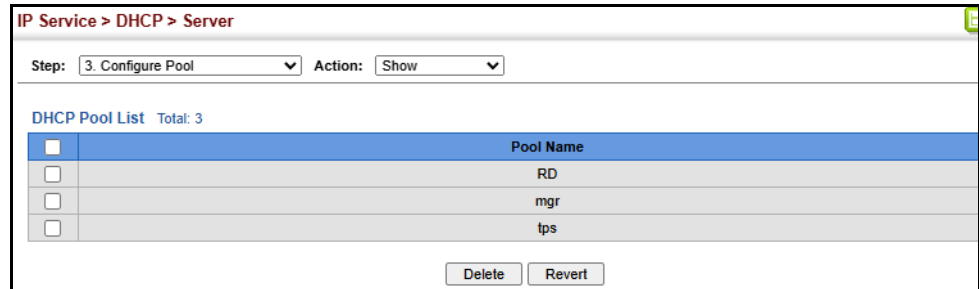 IP Service > DHCP > Server
Step: 3. Configure Pool Action: Show
DHCP Pool List Total: 3
Pool Name
RD
mgr
tps
Delete Revert